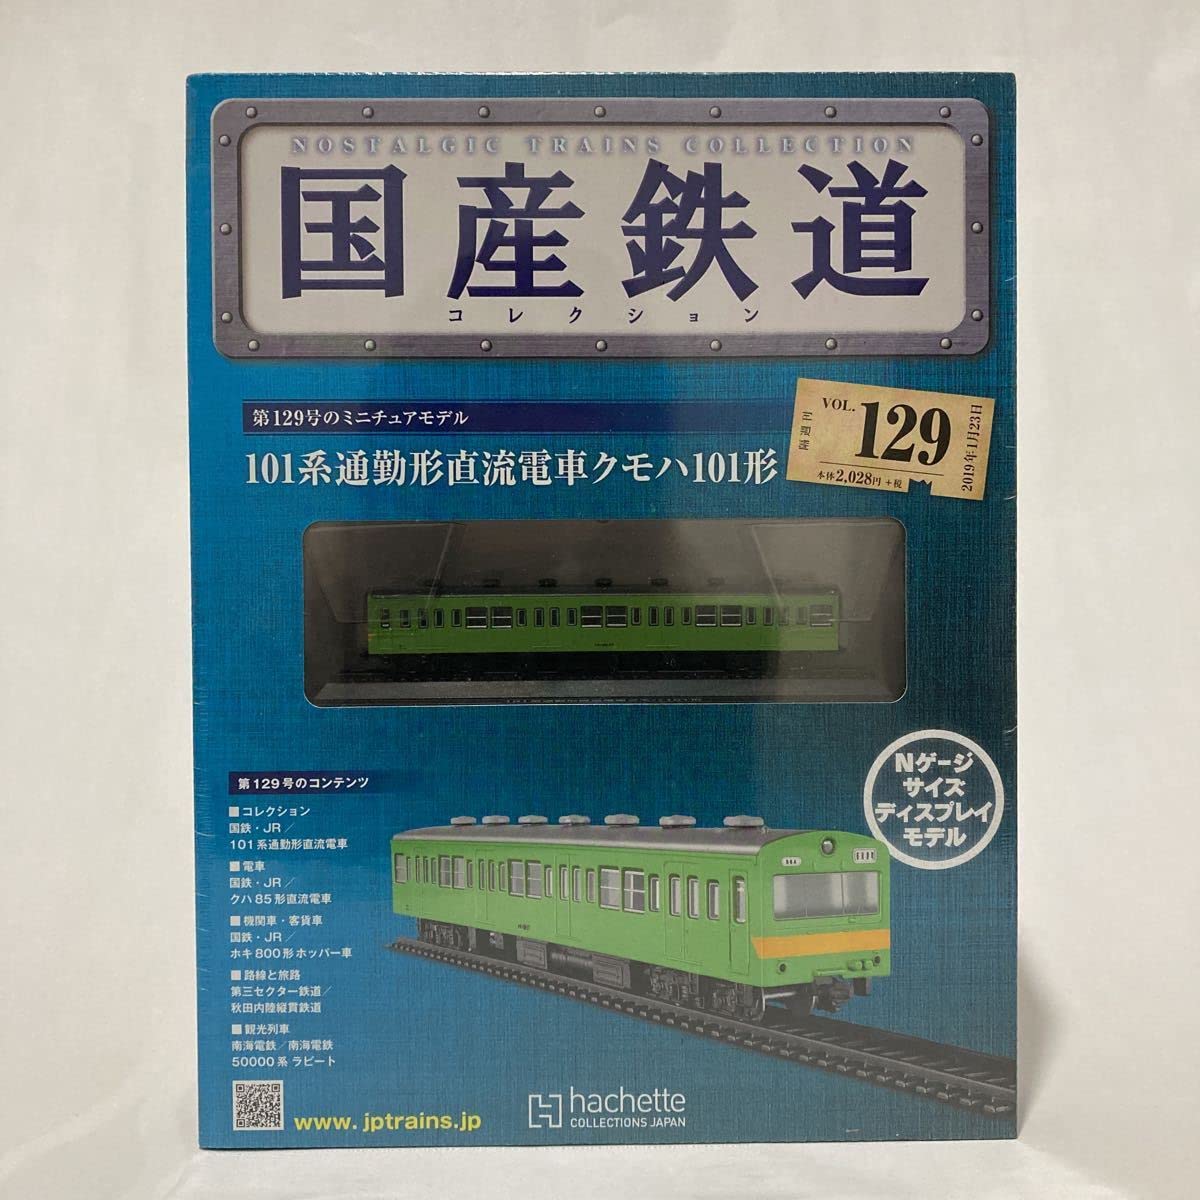 NOSTALGIC TRAINS COLLECTION
国産鉄道
コレクション
第129号のミニチュアモデル
101系通勤形直流電車クモハ101形
VOL.
129
本体2,028円+税
2019年1月23日
Nゲージ
サイズ
ディスプレイ
モデル
第129号のコンテンツ
■コレクション
国鉄・JR/
101系通勤形直流電車
■電車
国鉄・JR/
クハ85形直流電車
■機関車・客貨車
国鉄・JR/
ホキ800形ホッパー車
■路線と旅路
第三セクター鉄道/
秋田内陸縦貫鉄道
■観光列車
南海電鉄/南海電鉄
50000系 ラピート
www.jptrains.jp
hachette
COLLECTIONS JAPAN